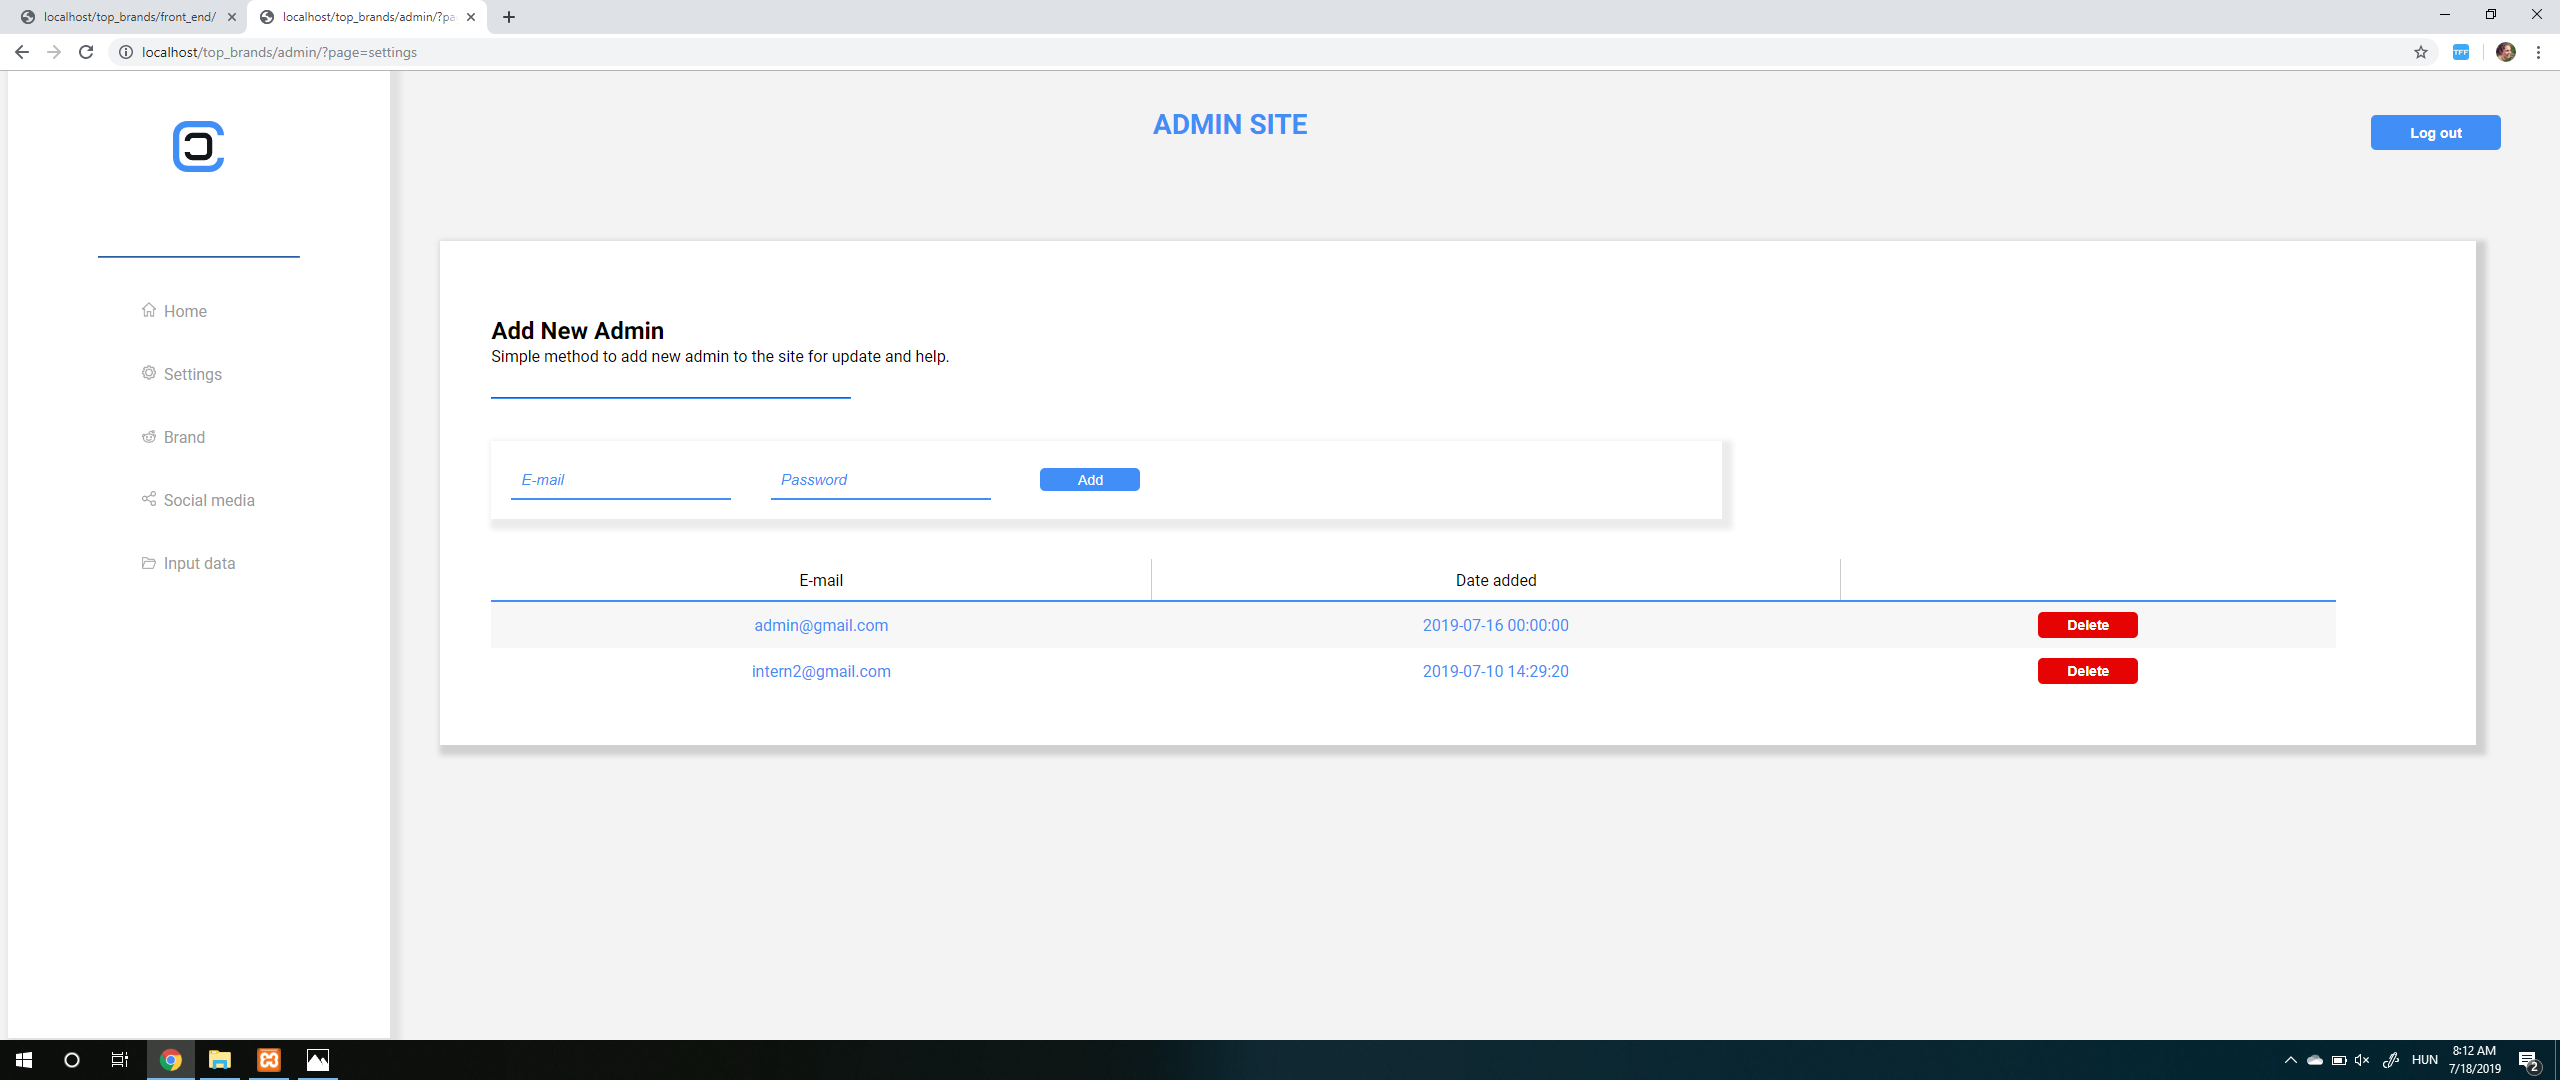 localhost/top_brands/front_end/
localhost/top_brands/admin/?pa
localhost/top_brands/admin/?page=settings
TFF
ADMIN SITE
Log out
Home
Settings
Brand
Social media
Input data
Add New Admin
Simple method to add new admin to the site for update and help.
E-mail
Password
Add
E-mail
Date added
admin@gmail.com
2019-07-16 00:00:00
Delete
intern2@gmail.com
2019-07-10 14:29:20
Delete
HUN
8:12 AM
7/18/2019
2